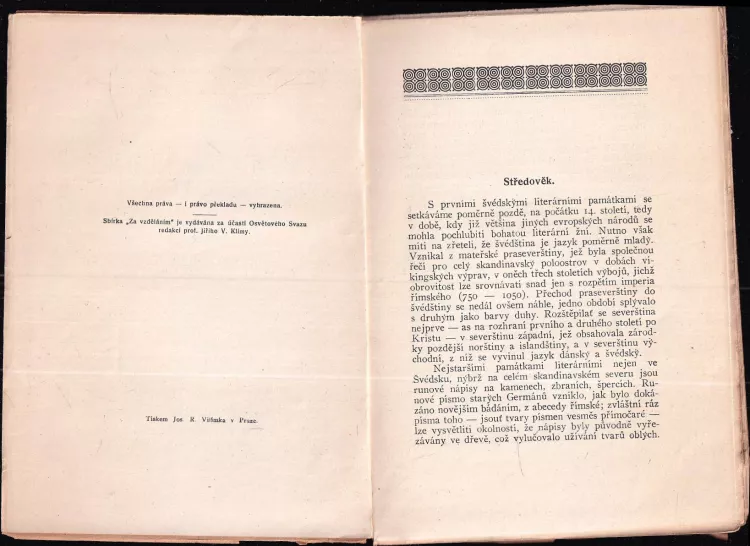 Všechna práva — i právo překladu — vyhrazena.
Sbírka „Za vzděláním“ je vydávána za účasti Osvětového Svazu
redakcí prof. Jiřího V. Klímy.
Tiskem Jos. R. Vilímka v Praze.
Středověk.
S prvními švédskými literárními památkami se
setkáváme poměrně pozdě, na počátku 14. století, tedy
v době, kdy již většina jiných evropských národů se
mohla pochlubiti bohatou literární žní. Nutno však
míti na zřeteli, že švédština je jazyk poměrně mladý.
Vznikal z mateřské praseverštiny, jež byla společnou
řečí pro celý skandinavský poloostrov v dobách vi-
kingských výprav, v oněch třech stoletích výbojů, jichž
obrovitost lze srovnávati snad jen s rozpětím imperia
římského (750 — 1050). Přechod praseverštiny do
švédštiny se nedál ovšem náhle, jedno období splývalo
s druhým jako barvy duhy. Rozštěpilať se severština
nejprve — as na rozhraní prvního a druhého století po
Kristu — v severštinu západní, jež obsahovala zárod-
ky pozdější norštiny a islandštiny, a v severštinu vý-
chodní, z níž se vyvinul jazyk dánský a švédský.
Nejstaršími památkami literárními nejen ve
Švédsku, nýbrž na celém skandinavském severu jsou
runové nápisy na kamenech, zbraních, špercích. Ru-
nové písmo starých Germánů vzniklo, jak bylo doká-
záno novějším bádáním, z abecedy římské; zvláštní ráz
písma toho — jsouť tvary písmen vesměs přímočaré —
lze vysvětliti okolností, že nápisy byly původně vyře-
závány ve dřevě, což vylučovalo užívání tvarů oblých.